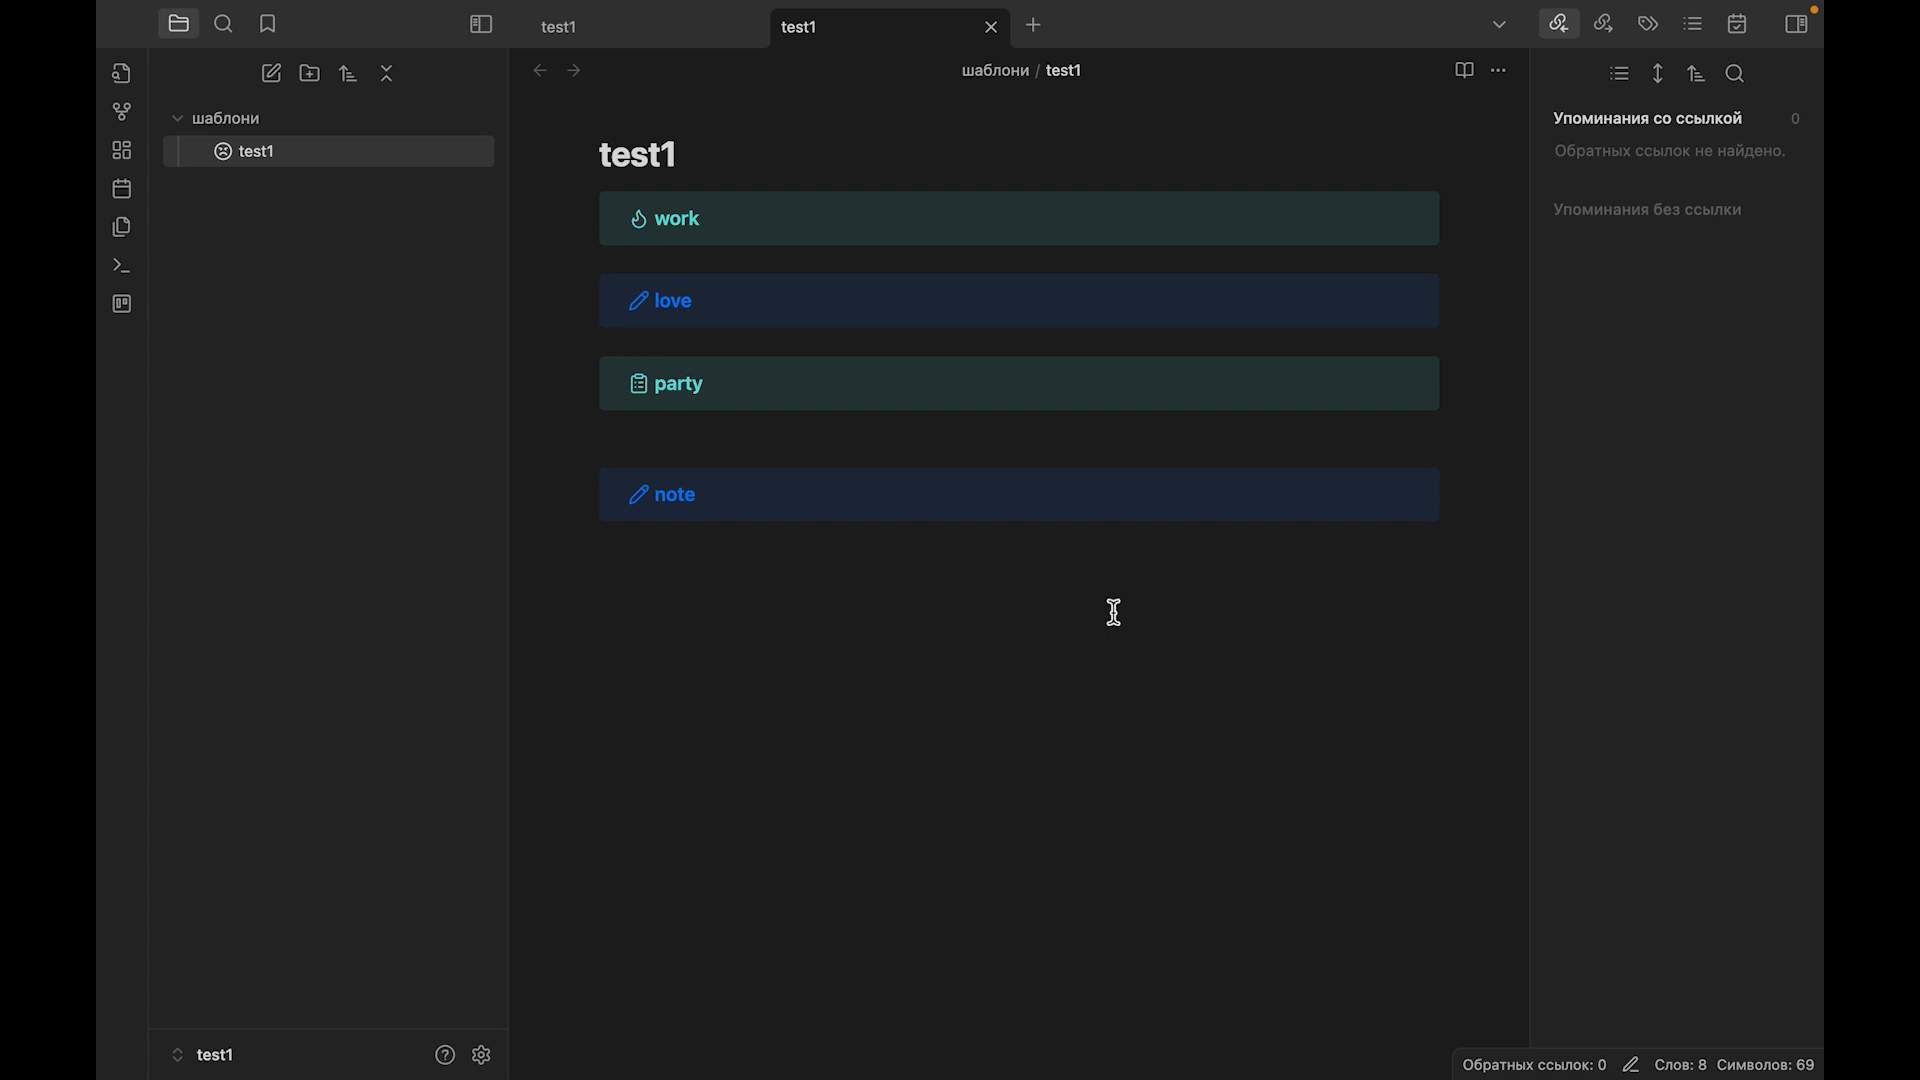 test1
test1
шаблони / test1
шаблони
test1
test1
work
love
party
note
Упоминания со ссылкой 0
Обратных ссылок не найдено.
Упоминания без ссылки
test1
Обратных ссылок: 0 Слов: 8 Символов: 69